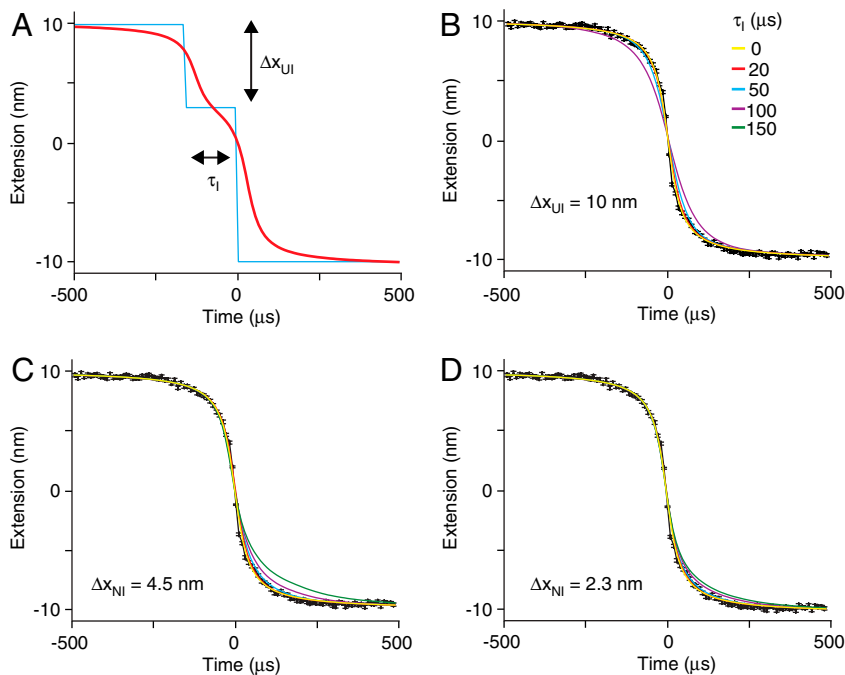 A
10
0
-10
Extension (nm)
Δx_UI
τ_I
-500
0
500
Time (μs)
B
10
0
-10
Extension (nm)
τ_I (μs)
0
20
50
100
150
Δx_UI = 10 nm
-500
0
500
Time (μs)
C
10
0
-10
Extension (nm)
Δx_NI = 4.5 nm
-500
0
500
Time (μs)
D
10
0
-10
Extension (nm)
Δx_NI = 2.3 nm
-500
0
500
Time (μs)